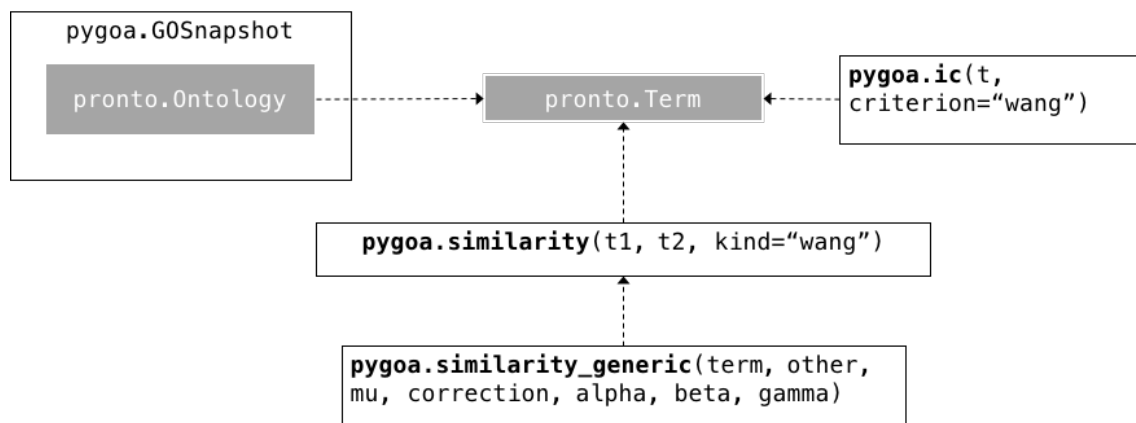 pygoa.GOSnapshot
pronto.Ontology
pronto.Term
pygoa.ic(t,
criterion=“wang”)
pygoa.similarity(t1, t2, kind=“wang”)
pygoa.similarity_generic(term, other,
mu, correction, alpha, beta, gamma)